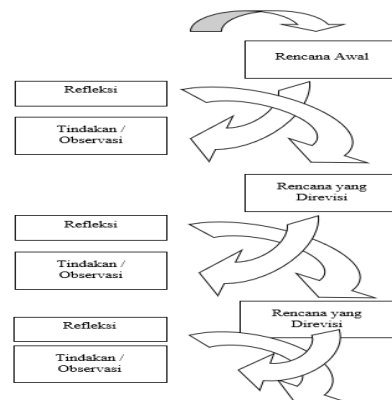 Rencana Awal
Refleksi
Tindakan /
Observasi
Rencana yang
Direvisi
Refleksi
Tindakan /
Observasi
Rencana yang
Direvisi
Refleksi
Tindakan /
Observasi